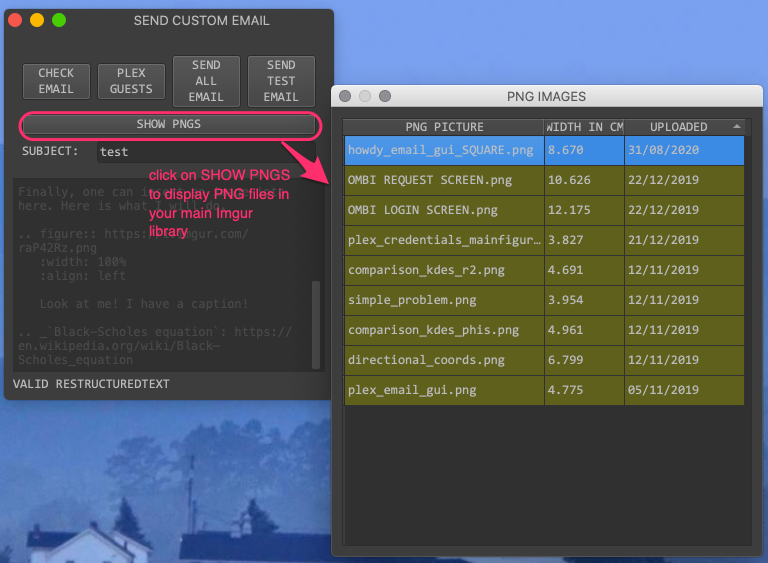 SEND CUSTOM EMAIL
CHECK
EMAIL
PLEX
GUESTS
SEND
ALL
EMAIL
SEND
TEST
EMAIL
SHOW PNGS
SUBJECT:
test
click on SHOW PNGS
to display PNG files in
your main Imgur
library
Finally, one can
here. Here is what I will do.
.. figure:: https://
imgur.com/
raP42Rz.png
:width: 100%
:align: left
Look at me! I have a caption!
.. _`Black–Scholes equation`: https://
en.wikipedia.org/wiki/Black–
Scholes_equation
VALID RESTRUCTUREDTEXT
PNG IMAGES
PNG PICTURE WIDTH IN CM UPLOADED
howdy_email_gui_SQUARE.png 8.670 31/08/2020
OMBI REQUEST SCREEN.png 10.626 22/12/2019
OMBI LOGIN SCREEN.png 12.175 22/12/2019
plex_credentials_mainfigur… 3.827 21/12/2019
comparison_kdes_r2.png 4.691 12/11/2019
simple_problem.png 3.954 12/11/2019
comparison_kdes_phis.png 4.961 12/11/2019
directional_coords.png 6.799 12/11/2019
plex_email_gui.png 4.775 05/11/2019